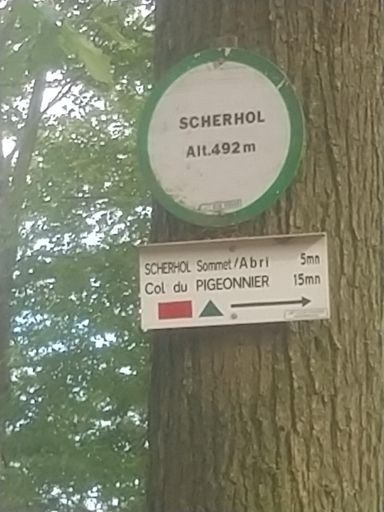 SCHERHOL
Alt.492m
SCHERHOL Sommet/Abri 5mn
Col du PIGEONNIER 15mn